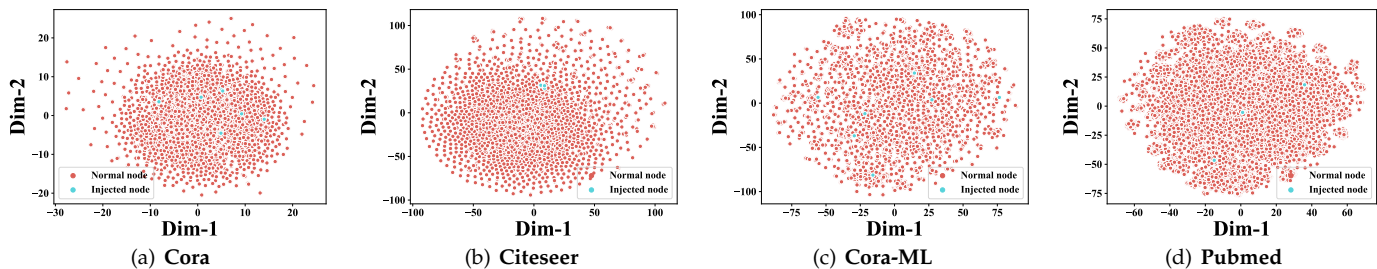 Dim-2
20
10
0
−10
−20
−30
−20
−10
0
10
20
Normal node
Injected node
Dim-1
(a) Cora
Dim-2
100
50
0
−50
−100
−100
−50
0
50
100
Normal node
Injected node
Dim-1
(b) Citeseer
Dim-2
100
50
0
−50
−100
−75
−50
−25
0
25
50
75
Normal node
Injected node
Dim-1
(c) Cora-ML
Dim-2
75
50
25
0
−25
−50
−75
−60
−40
−20
0
20
40
60
Normal node
Injected node
Dim-1
(d) Pubmed